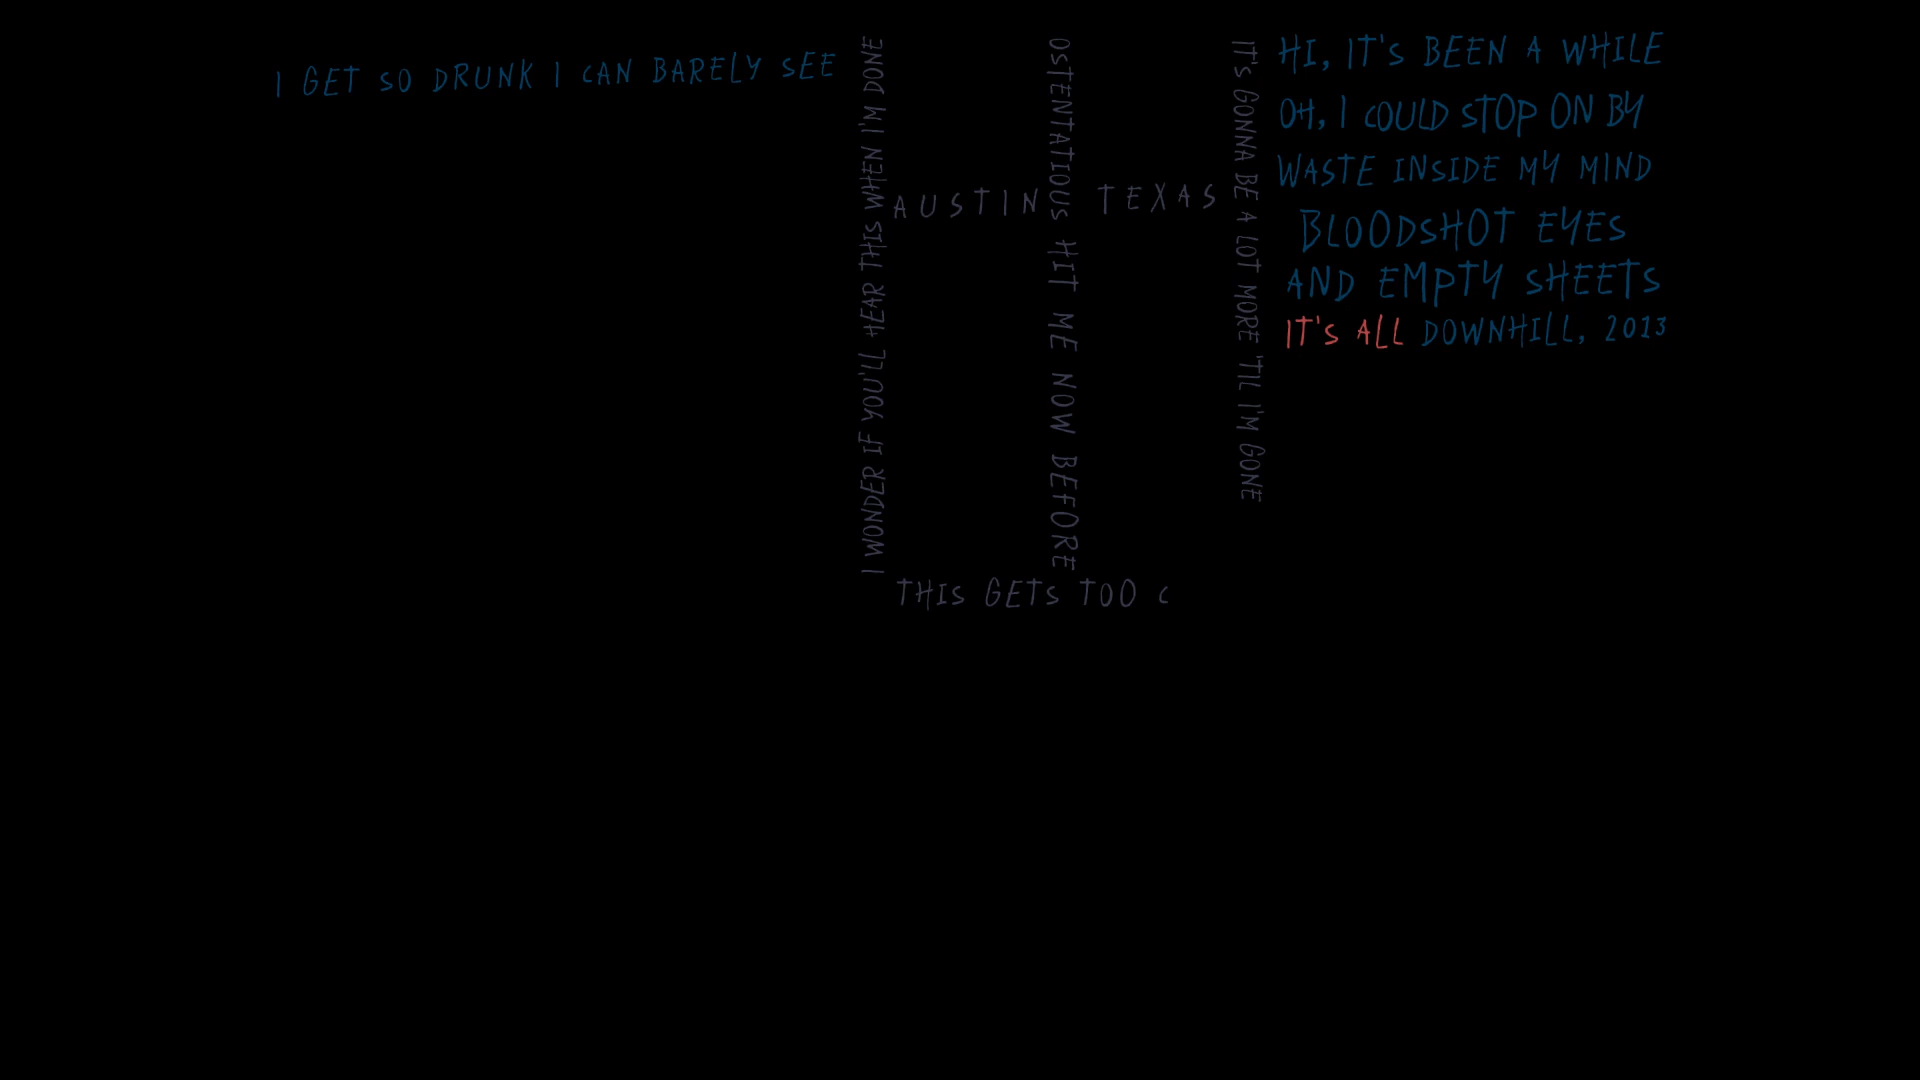 I GET SO DRUNK I CAN BARELY SEE
I WONDER IF YOU'LL HEAR THIS WHEN I'M DONE
AUSTIN TEXAS
OSTENTATIOUS HIT ME NOW BEFORE
THIS GETS TOO C
IT'S GONNA BE A LOT MORE 'TIL I'M GONE
HI, IT'S BEEN A WHILE
OH, I COULD STOP ON BY
WASTE INSIDE MY MIND
BLOODSHOT EYES
AND EMPTY SHEETS
IT'S ALL DOWNHILL, 2013